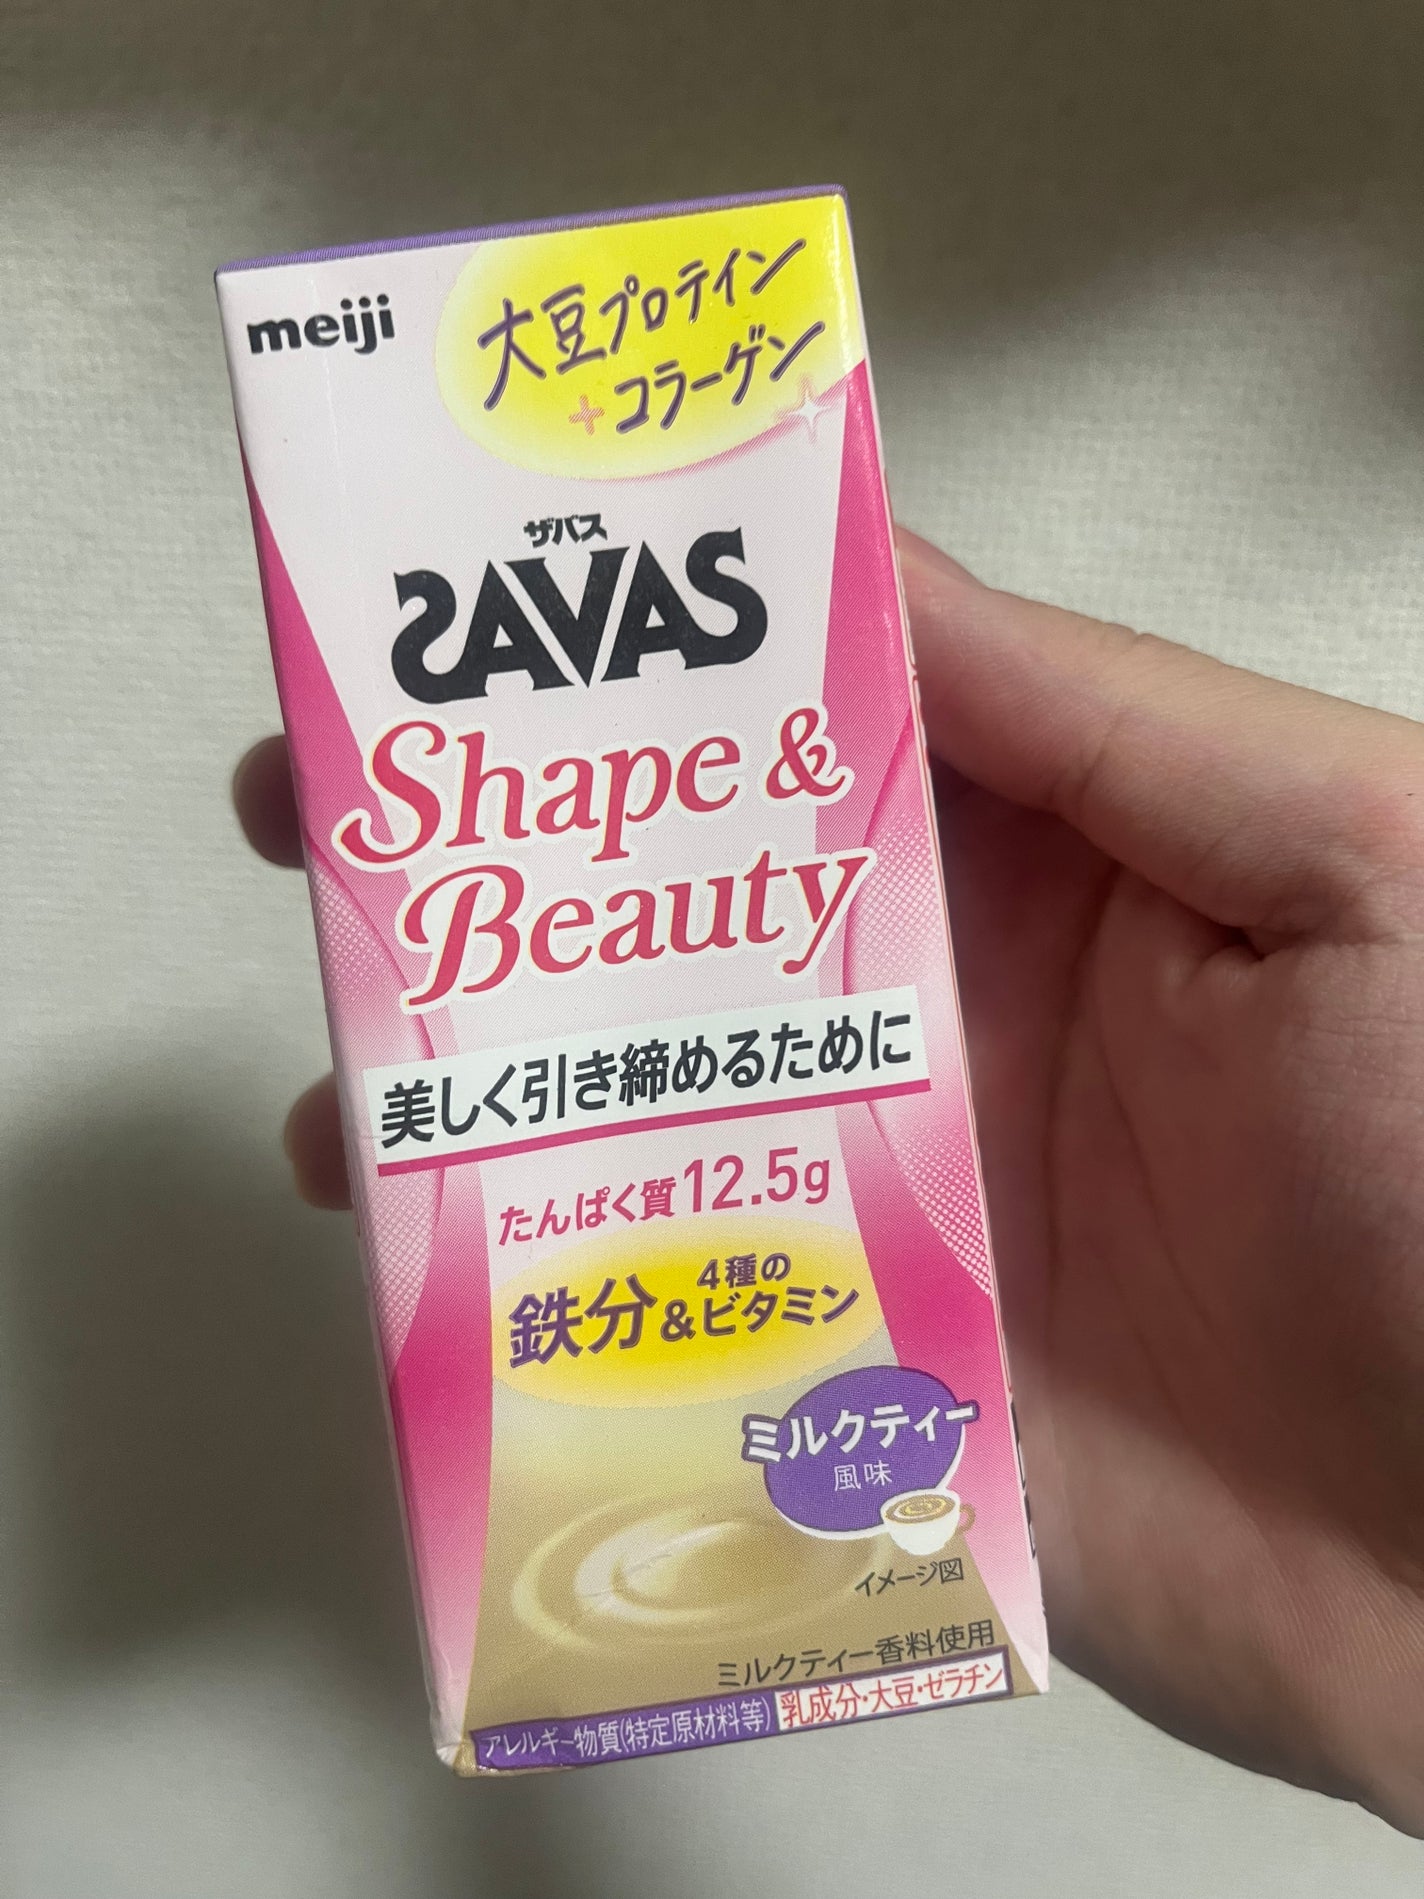 meiji
大豆プロテイン
+コラーゲン
ザバス
SAVAS
Shape &
Beauty
美しく引き締めるために
たんぱく質12.5g
鉄分&4種のビタミン
ミルクティー
風味
イメージ図
ミルクティー香料使用
アレルギー物質(特定原材料等) 乳成分・大豆・ゼラチン